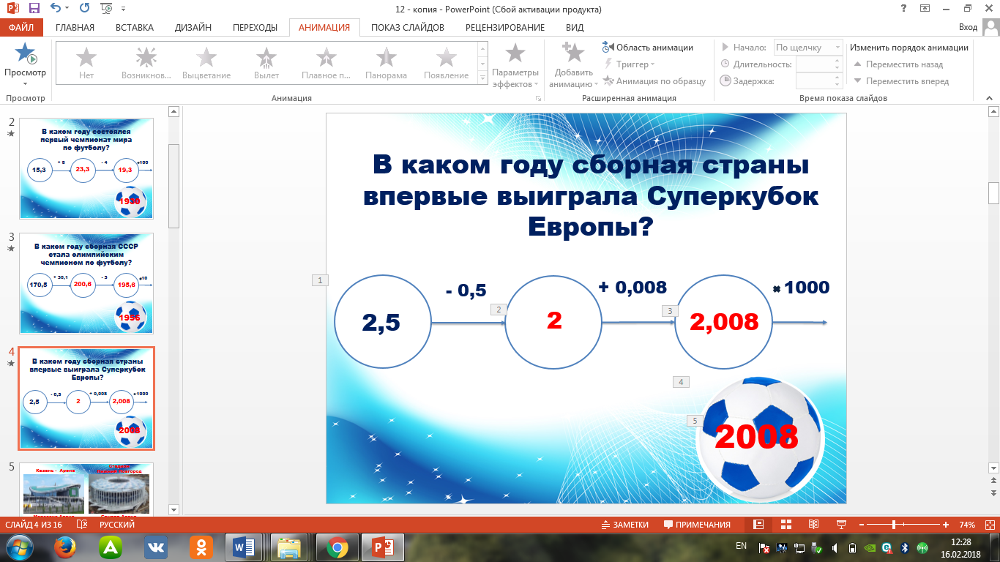 12 - копия - PowerPoint (Сбой активации продукта)
ФАЙЛ ГЛАВНАЯ ВСТАВКА ДИЗАЙН ПЕРЕХОДЫ АНИМАЦИЯ ПОКАЗ СЛАЙДОВ РЕЦЕНЗИРОВАНИЕ ВИД Вход
Просмотр
Нет Возникнов... Выцветание Вылет Плавное п... Панорама Появление
Параметры эффектов
Добавить анимацию
Область анимации
Триггер
Анимация по образцу
Начало: По щелчку
Длительность:
Задержка:
Изменить порядок анимации
Переместить назад
Переместить вперед
Просмотр Анимация Расширенная анимация Время показа слайдов
2
В каком году состоялся
первый чемпионат мира
по футболу?
+ 8 - 4 •100
15,3 23,3 19,3
1930
3
В каком году сборная СССР
стала олимпийским
чемпионом по футболу?
+ 30,1 - 5 •10
170,5 200,6 195,6
1956
4
В каком году сборная страны
впервые выиграла Суперкубок
Европы?
- 0,5 + 0,008 •1000
2,5 2 2,008
2008
5
Казань - Арена
В каком году сборная страны
впервые выиграла Суперкубок
Европы?
1
- 0,5 + 0,008 •1000
2 3
2,5 2 2,008
4
5
2008
СЛАЙД 4 ИЗ 16 РУССКИЙ ЗАМЕТКИ ПРИМЕЧАНИЯ 74%
EN
12:28
16.02.2018